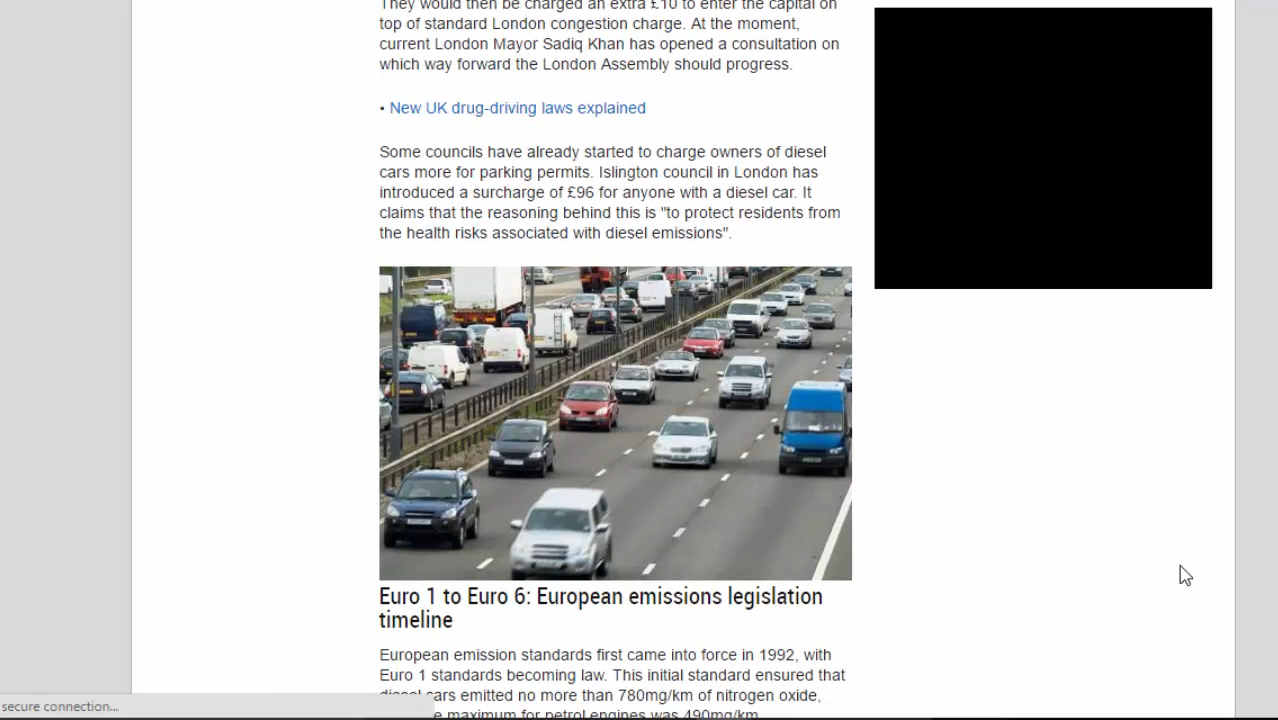 They would then be charged an extra £10 to enter the capital on
top of standard London congestion charge. At the moment,
current London Mayor Sadiq Khan has opened a consultation on
which way forward the London Assembly should progress.
• New UK drug-driving laws explained
Some councils have already started to charge owners of diesel
cars more for parking permits. Islington council in London has
introduced a surcharge of £96 for anyone with a diesel car. It
claims that the reasoning behind this is "to protect residents from
the health risks associated with diesel emissions".
Euro 1 to Euro 6: European emissions legislation
timeline
European emission standards first came into force in 1992, with
Euro 1 standards becoming law. This initial standard ensured that
diesel cars emitted no more than 780mg/km of nitrogen oxide,
maximum for petrol engines was 490mg/km.
secure connection...